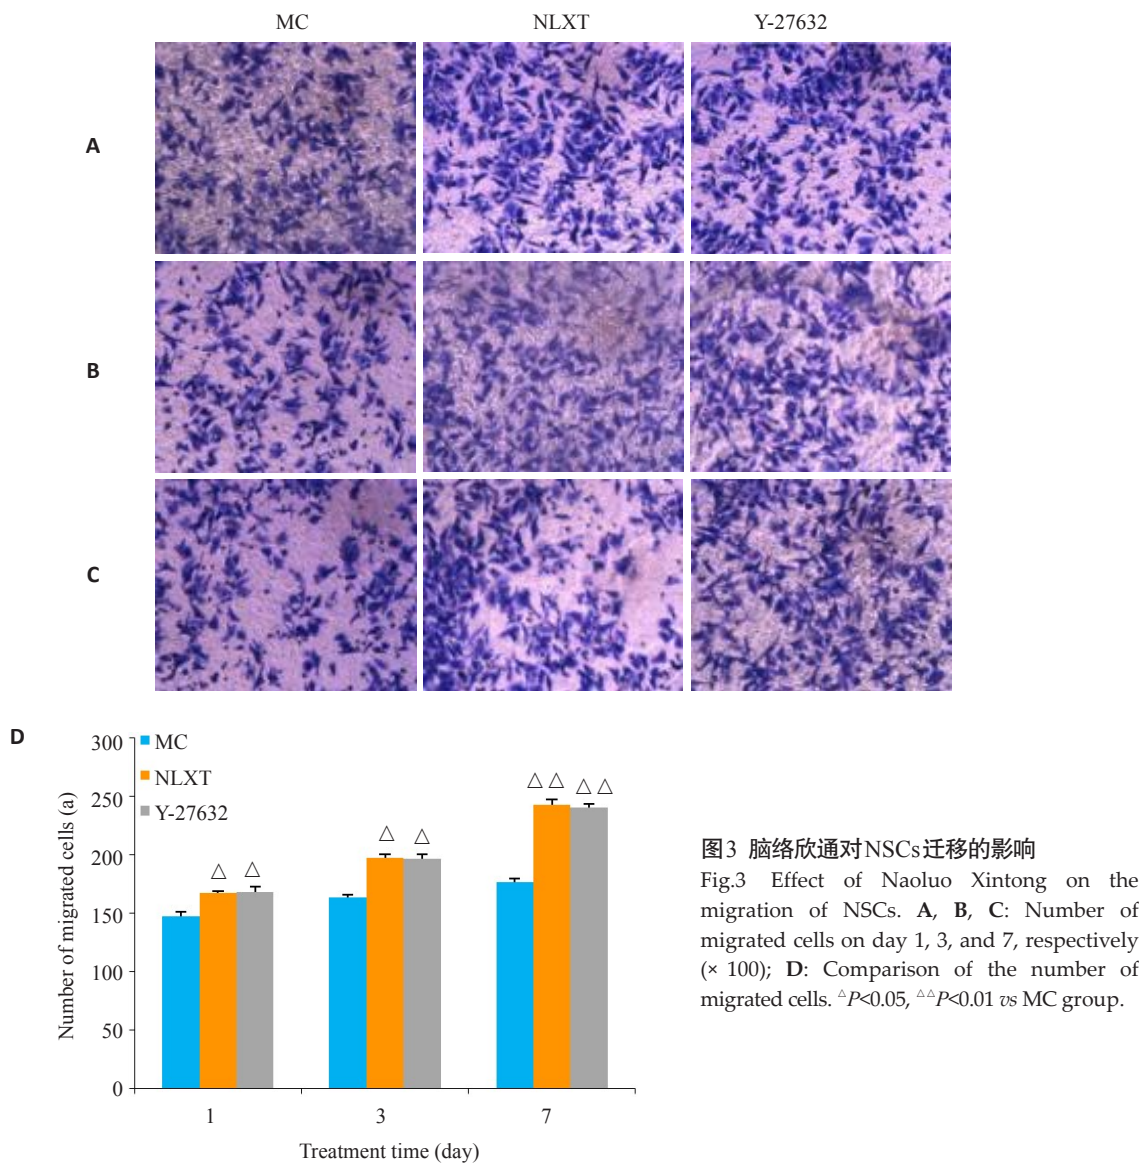 MC NLXT Y-27632
A
B
C
D
300
250
200
150
100
50
0
Number of migrated cells (a)
MC
NLXT
Y-27632
△ △
△ △
△△ △△
1 3 7
Treatment time (day)
图3 脑络欣通对NSCs迁移的影响
Fig.3 Effect of Naoluo Xintong on the
migration of NSCs. A, B, C: Number of
migrated cells on day 1, 3, and 7, respectively
(× 100); D: Comparison of the number of
migrated cells. △P<0.05, △△P<0.01 vs MC group.